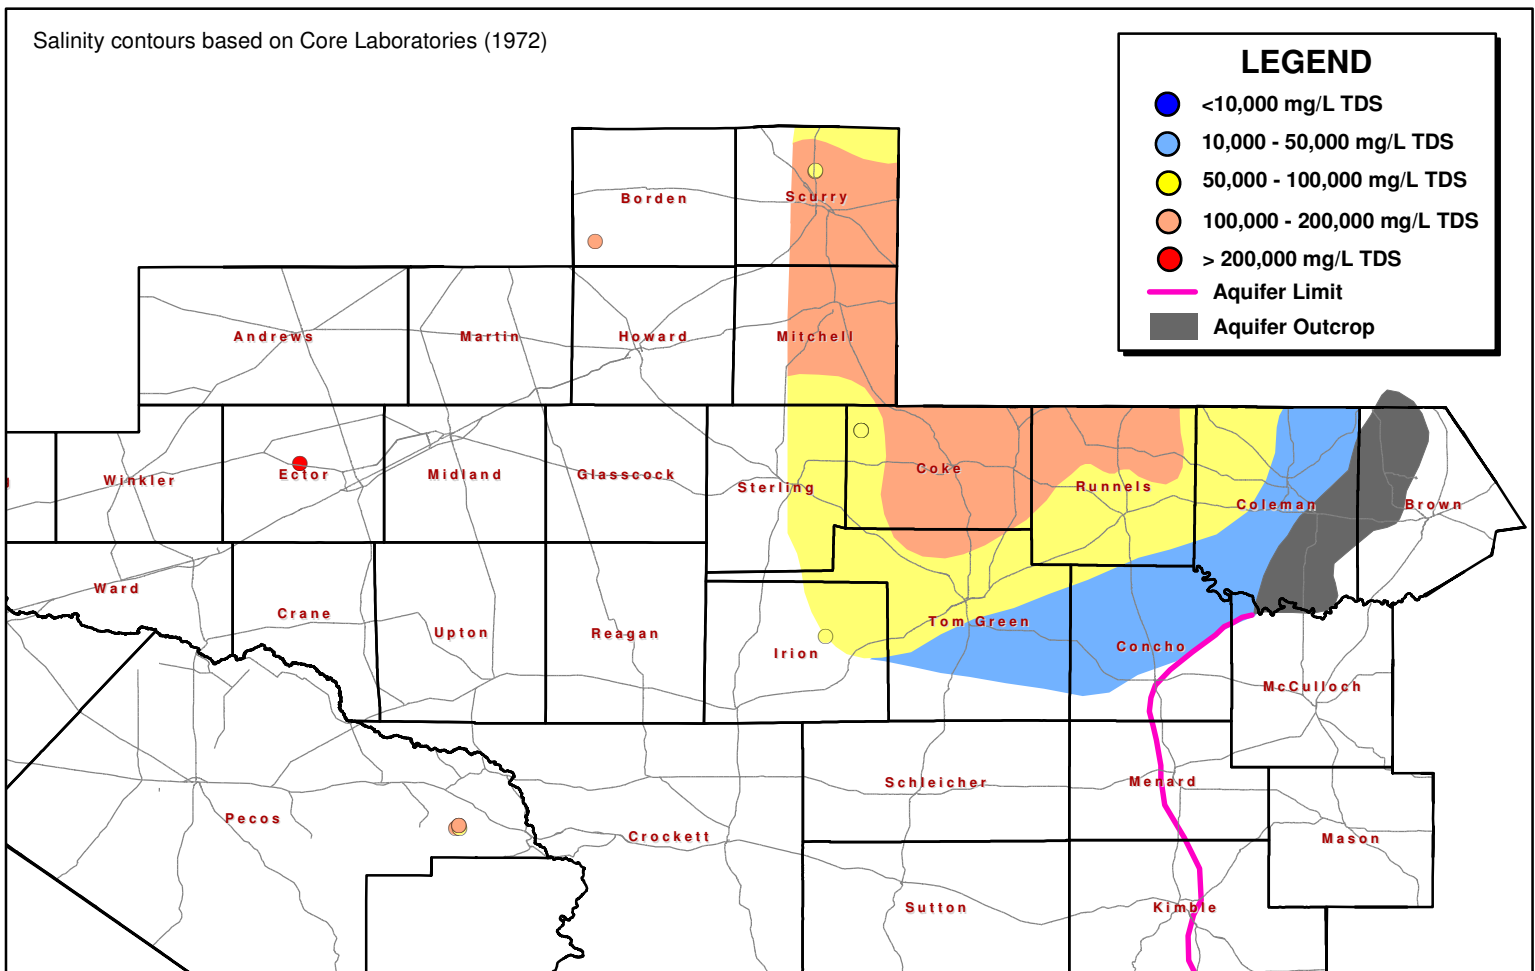 Salinity contours based on Core Laboratories (1972)
LEGEND
<10,000 mg/L TDS
10,000 - 50,000 mg/L TDS
50,000 - 100,000 mg/L TDS
100,000 - 200,000 mg/L TDS
> 200,000 mg/L TDS
Aquifer Limit
Aquifer Outcrop
Borden
Scurry
Andrews
Martin
Howard
Mitchell
Winkler
Ector
Midland
Glasscock
Sterling
Coke
Runnels
Coleman
Brown
Ward
Crane
Upton
Reagan
Irion
Tom Green
Concho
McCulloch
Pecos
Crockett
Schleicher
Menard
Mason
Sutton
Kimble